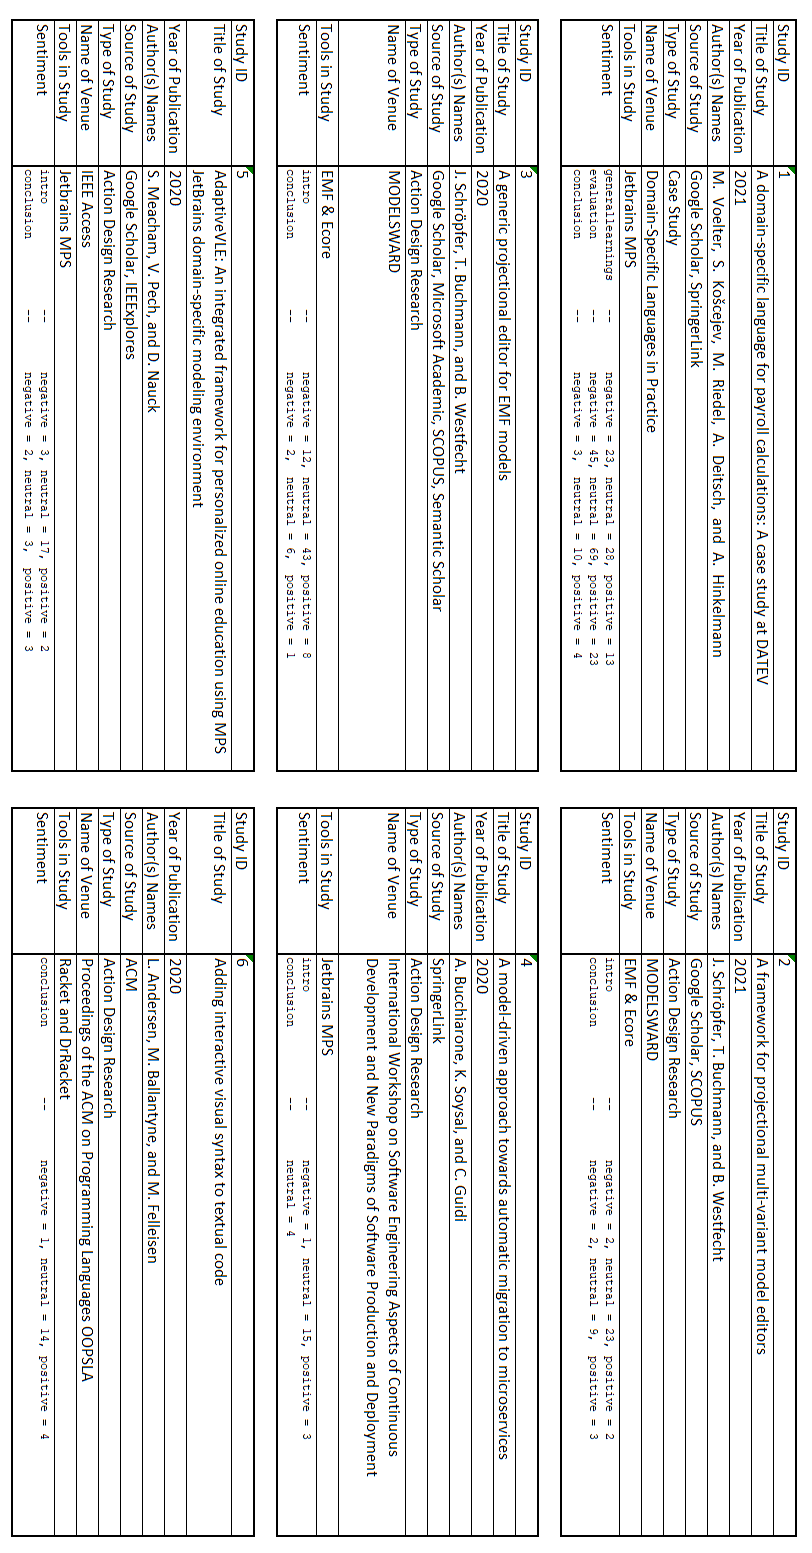 Study ID 1
Title of Study A domain-specific language for payroll calculations: A case study at DATEV
Year of Publication 2021
Author(s) Names M. Voelter, S. Košcejev, M. Riedel, A. Deitsch, and A. Hinkelmann
Source of Study Google Scholar, SpringerLink
Type of Study Case Study
Name of Venue Domain-Specific Languages in Practice
Tools in Study Jetbrains MPS
Sentiment
generallearnings -- negative = 23, neutral = 28, positive = 13
evaluation -- negative = 45, neutral = 69, positive = 23
conclusion -- negative = 3, neutral = 10, positive = 4
Study ID 2
Title of Study A framework for projectional multi-variant model editors
Year of Publication 2021
Author(s) Names J. Schröpfer, T. Buchmann, and B. Westfecht
Source of Study Google Scholar, SCOPUS
Type of Study Action Design Research
Name of Venue MODELSWARD
Tools in Study EMF & Ecore
Sentiment
intro -- negative = 2, neutral = 23, positive = 2
conclusion -- negative = 2, neutral = 9, positive = 3
Study ID 3
Title of Study A generic projectional editor for EMF models
Year of Publication 2020
Author(s) Names J. Schröpfer, T. Buchmann, and B. Westfecht
Source of Study Google Scholar, Microsoft Academic, SCOPUS, Semantic Scholar
Type of Study Action Design Research
Name of Venue MODELSWARD
Tools in Study EMF & Ecore
Sentiment
intro -- negative = 12, neutral = 43, positive = 8
conclusion -- negative = 2, neutral = 6, positive = 1
Study ID 4
Title of Study A model-driven approach towards automatic migration to microservices
Year of Publication 2020
Author(s) Names A. Bucchiarone, K. Soysal, and C. Guidi
Source of Study SpringerLink
Type of Study Action Design Research
Name of Venue International Workshop on Software Engineering Aspects of Continuous
Development and New Paradigms of Software Production and Deployment
Tools in Study Jetbrains MPS
Sentiment
intro -- negative = 1, neutral = 15, positive = 3
conclusion -- neutral = 4
Study ID 5
Title of Study AdaptiveVLE: An integrated framework for personalized online education using MPS
JetBrains domain-specific modeling environment
Year of Publication 2020
Author(s) Names S. Meacham, V. Pech, and D. Nauck
Source of Study Google Scholar, IEEExplores
Type of Study Action Design Research
Name of Venue IEEE Access
Tools in Study Jetbrains MPS
Sentiment
intro -- negative = 3, neutral = 17, positive = 2
conclusion -- negative = 2, neutral = 3, positive = 3
Study ID 6
Title of Study Adding interactive visual syntax to textual code
Year of Publication 2020
Author(s) Names L. Andersen, M. Ballantyne, and M. Felleisen
Source of Study ACM
Type of Study Action Design Research
Name of Venue Proceedings of the ACM on Programming Languages OOPSLA
Tools in Study Racket and DrRacket
Sentiment conclusion -- negative = 1, neutral = 14, positive = 4